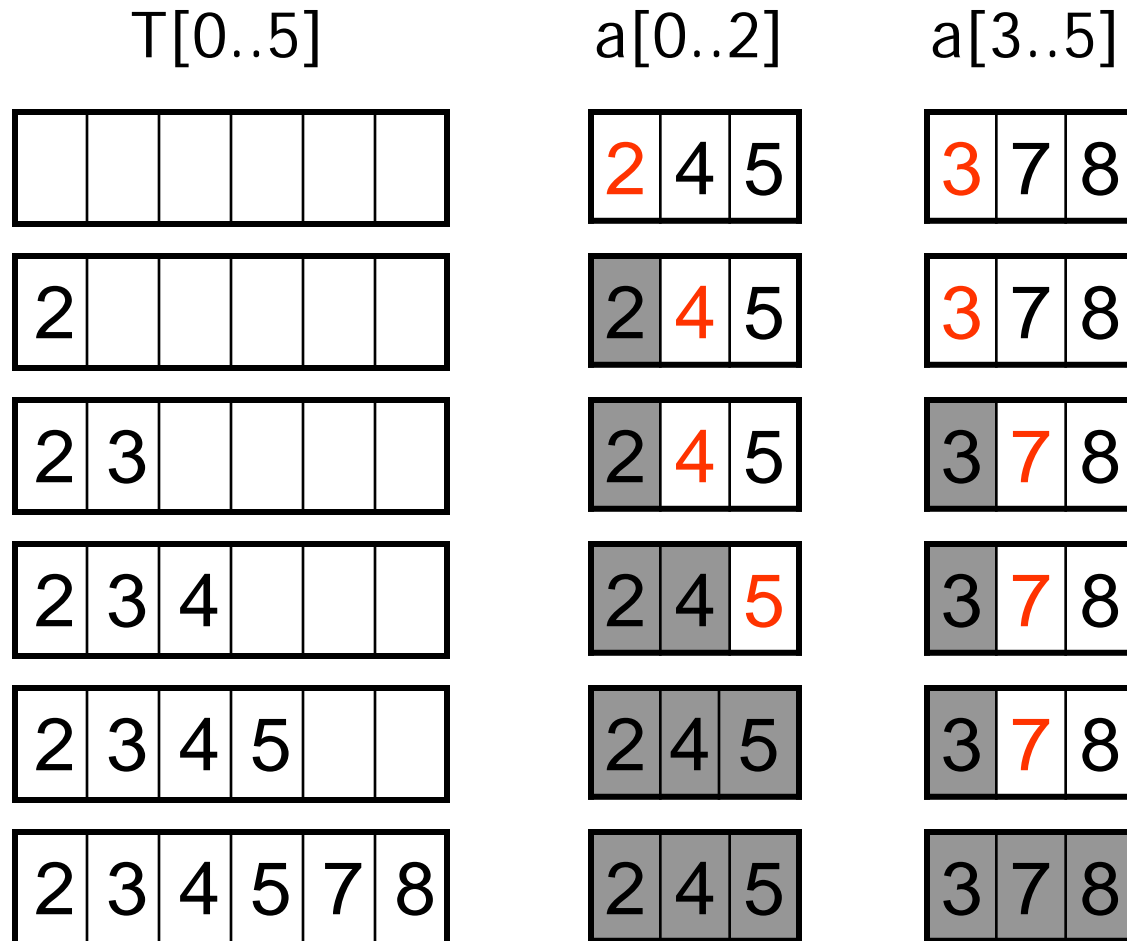 T[0..5] a[0..2] a[3..5]
2 4 5 3 7 8
2 2 4 5 3 7 8
2 3 2 4 5 3 7 8
2 3 4 2 4 5 3 7 8
2 3 4 5 2 4 5 3 7 8
2 3 4 5 7 8 2 4 5 3 7 8